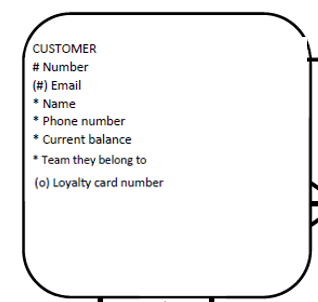 CUSTOMER
# Number
(#) Email
* Name
* Phone number
* Current balance
* Team they belong to
(o) Loyalty card number